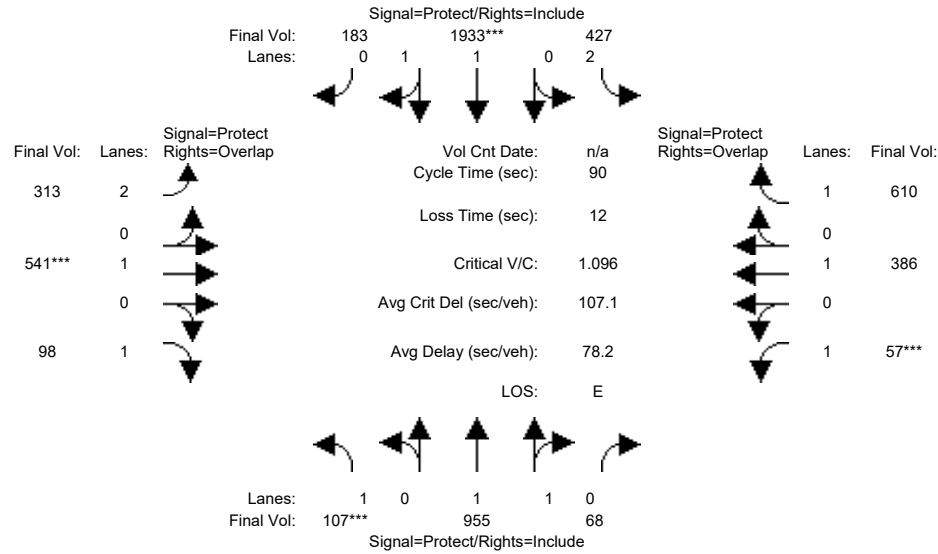 Signal=Protect/Rights=Include
Final Vol: 183 1933*** 427
Lanes: 0 1 1 0 2
Signal=Protect
Final Vol: Lanes: Rights=Overlap
Vol Cnt Date: n/a
Signal=Protect
Rights=Overlap Lanes: Final Vol:
Cycle Time (sec): 90
313 2
1 610
Loss Time (sec): 12
0
0
541*** 1
Critical V/C: 1.096
1 386
0
Avg Crit Del (sec/veh): 107.1
0
98 1
Avg Delay (sec/veh): 78.2
1 57***
LOS: E
Lanes: 1 0 1 1 0
Final Vol: 107*** 955 68
Signal=Protect/Rights=Include